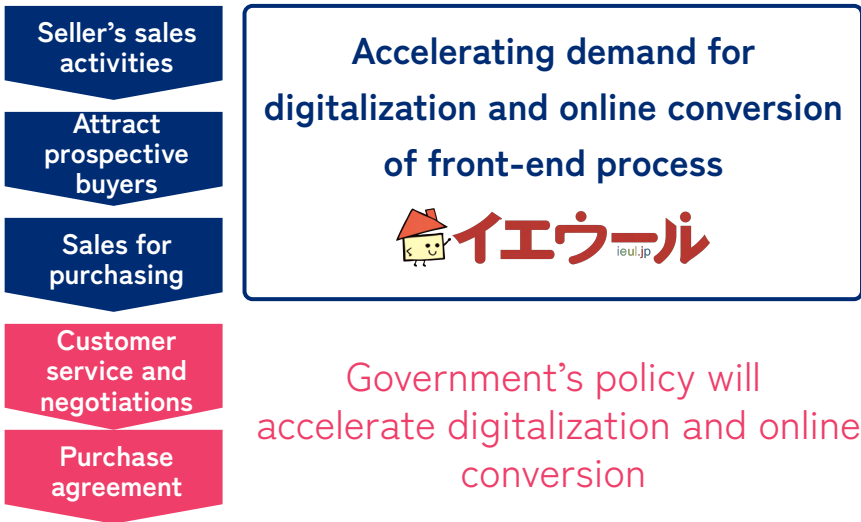 Seller's sales
activities
Attract
prospective
buyers
Sales for
purchasing
Customer
service and
negotiations
Purchase
agreement
Accelerating demand for
digitalization and online conversion
of front-end process
イエウール
ieul.jp
Government's policy will
accelerate digitalization and online
conversion